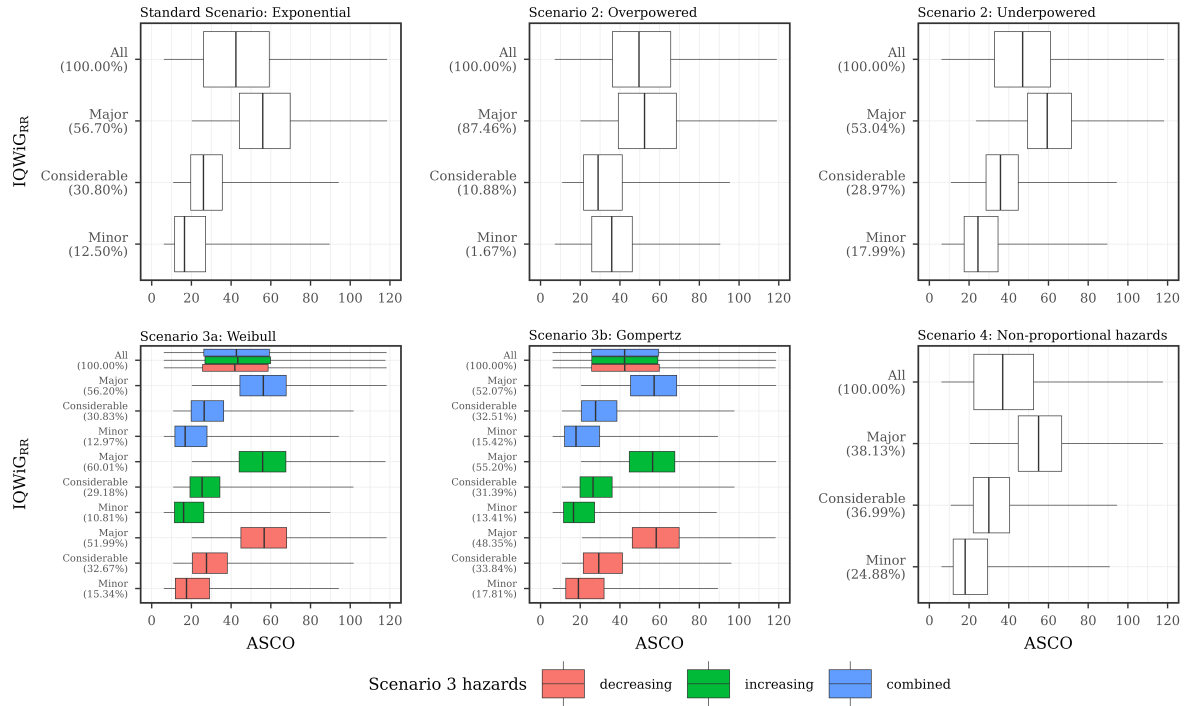 Standard Scenario: Exponential
IQWiGRR
All
(100.00%)
Major
(56.70%)
Considerable
(30.80%)
Minor
(12.50%)
0 20 40 60 80 100 120
Scenario 2: Overpowered
All
(100.00%)
Major
(87.46%)
Considerable
(10.88%)
Minor
(1.67%)
0 20 40 60 80 100 120
Scenario 2: Underpowered
All
(100.00%)
Major
(53.04%)
Considerable
(28.97%)
Minor
(17.99%)
0 20 40 60 80 100 120
Scenario 3a: Weibull
IQWiGRR
All
(100.00%)
Major
(56.20%)
Considerable
(30.83%)
Minor
(12.97%)
Major
(60.01%)
Considerable
(29.18%)
Minor
(10.81%)
Major
(51.99%)
Considerable
(32.67%)
Minor
(15.34%)
0 20 40 60 80 100 120
ASCO
Scenario 3b: Gompertz
All
(100.00%)
Major
(52.07%)
Considerable
(32.51%)
Minor
(15.42%)
Major
(55.20%)
Considerable
(31.39%)
Minor
(13.41%)
Major
(48.35%)
Considerable
(33.84%)
Minor
(17.81%)
0 20 40 60 80 100 120
ASCO
Scenario 4: Non-proportional hazards
All
(100.00%)
Major
(38.13%)
Considerable
(36.99%)
Minor
(24.88%)
0 20 40 60 80 100 120
ASCO
Scenario 3 hazards decreasing increasing combined